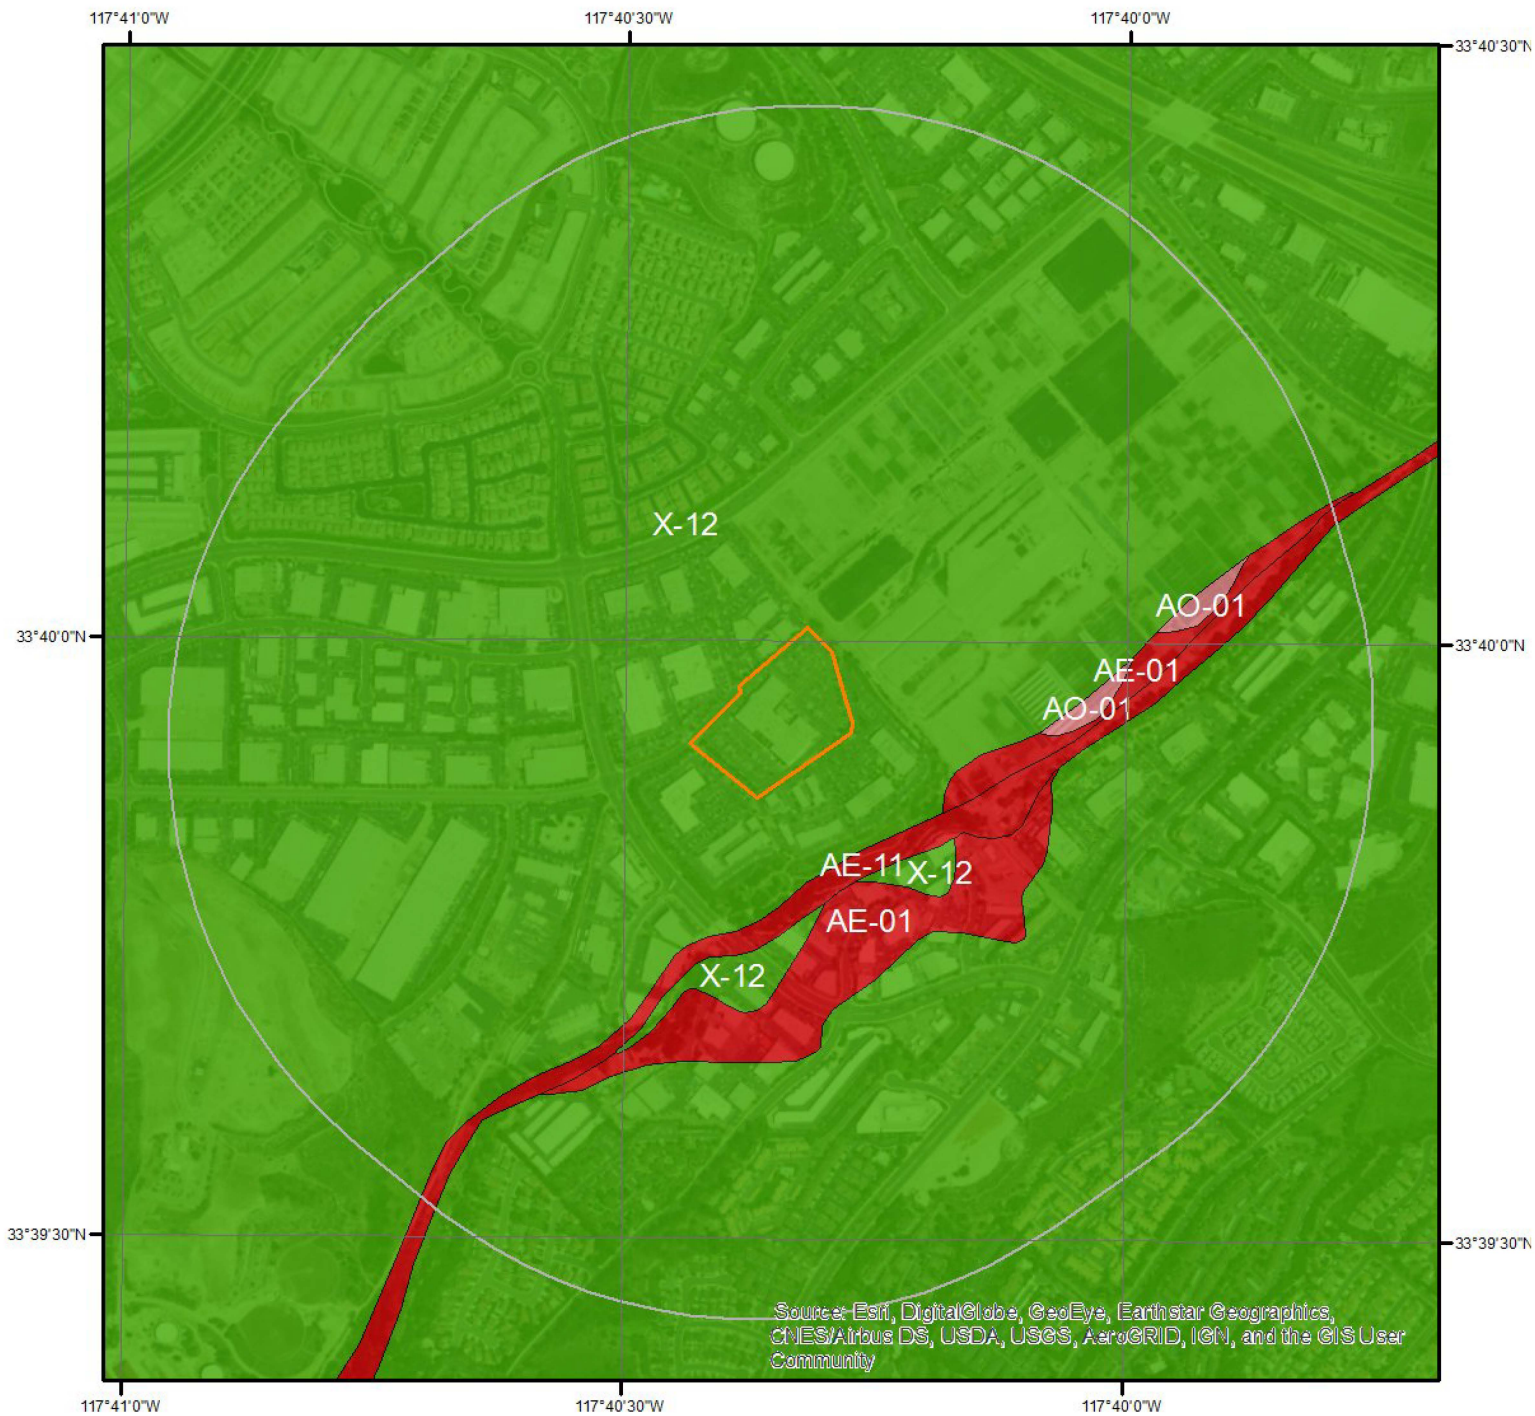 117°41'0"W
117°40'30"W
117°40'0"W
33°40'30"N
X-12
AO-01
33°40'0"N
33°40'0"N
AE-01
AO-01
AE-11
X-12
AE-01
X-12
33°39'30"N
33°39'30"N
Source: Esri, DigitalGlobe, GeoEye, Earthstar Geographics,
CNES/Airbus DS, USDA, USGS, AeroGRID, IGN, and the GIS User
Community
117°41'0"W
117°40'30"W
117°40'0"W